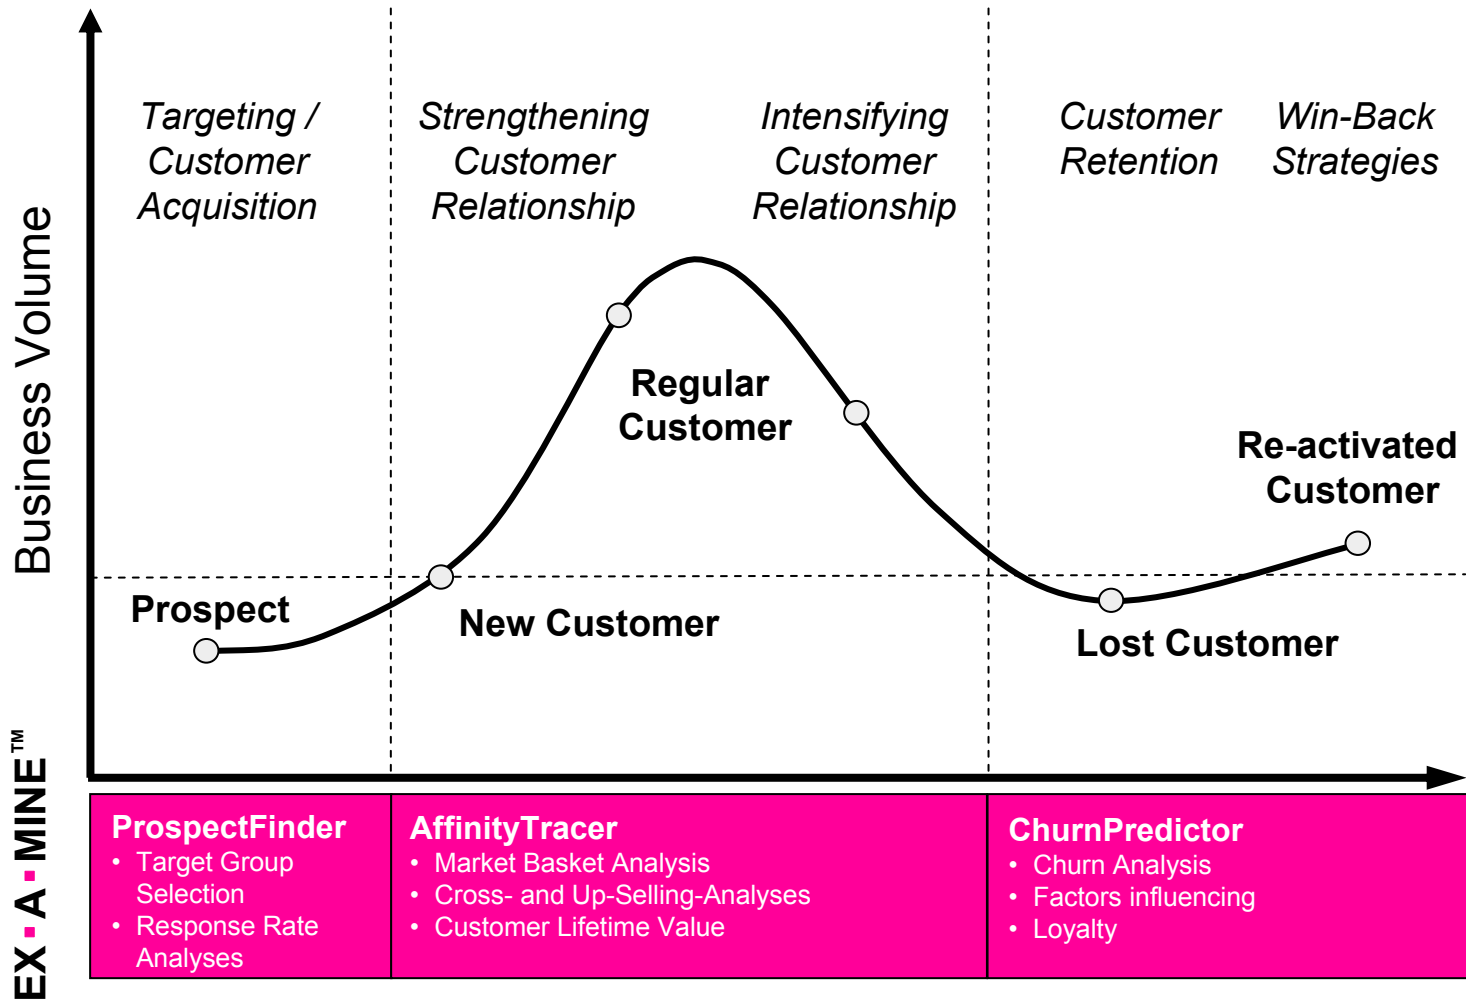 Targeting /
Customer
Acquisition
Strengthening
Customer
Relationship
Intensifying
Customer
Relationship
Customer
Retention
Win-Back
Strategies
Business Volume
Regular
Customer
Re-activated
Customer
Prospect
New Customer
Lost Customer
EX▪A▪MINE™
ProspectFinder
• Target Group
Selection
• Response Rate
Analyses
AffinityTracer
• Market Basket Analysis
• Cross- and Up-Selling-Analyses
• Customer Lifetime Value
ChurnPredictor
• Churn Analysis
• Factors influencing
• Loyalty